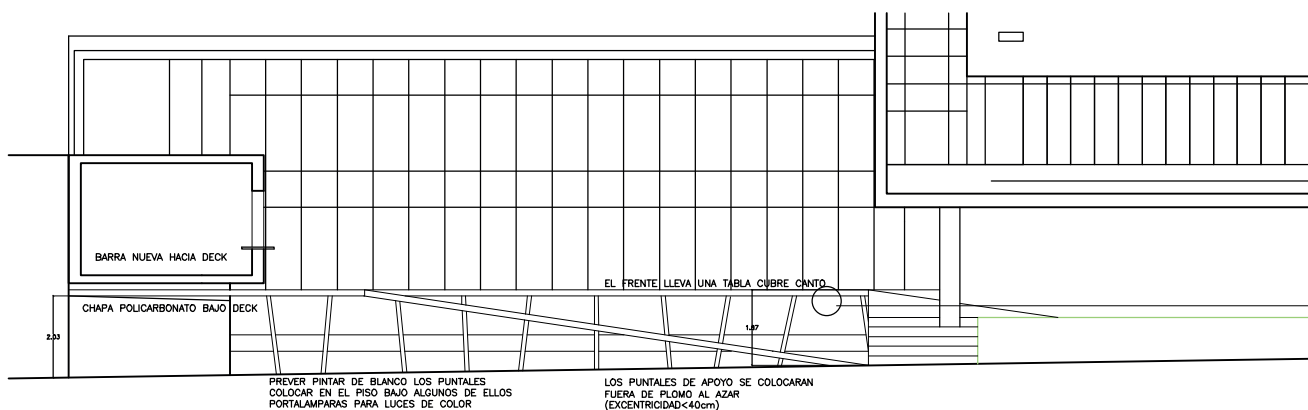 BARRA NUEVA HACIA DECK
EL FRENTE LLEVA UNA TABLA CUBRE CANTO
CHAPA POLICARBONATO BAJO DECK
2.03
1.87
PREVER PINTAR DE BLANCO LOS PUNTALES
COLOCAR EN EL PISO BAJO ALGUNOS DE ELLOS
PORTALAMPARAS PARA LUCES DE COLOR
LOS PUNTALES DE APOYO SE COLOCARAN
FUERA DE PLOMO AL AZAR
(EXCENTRICIDAD<40cm)